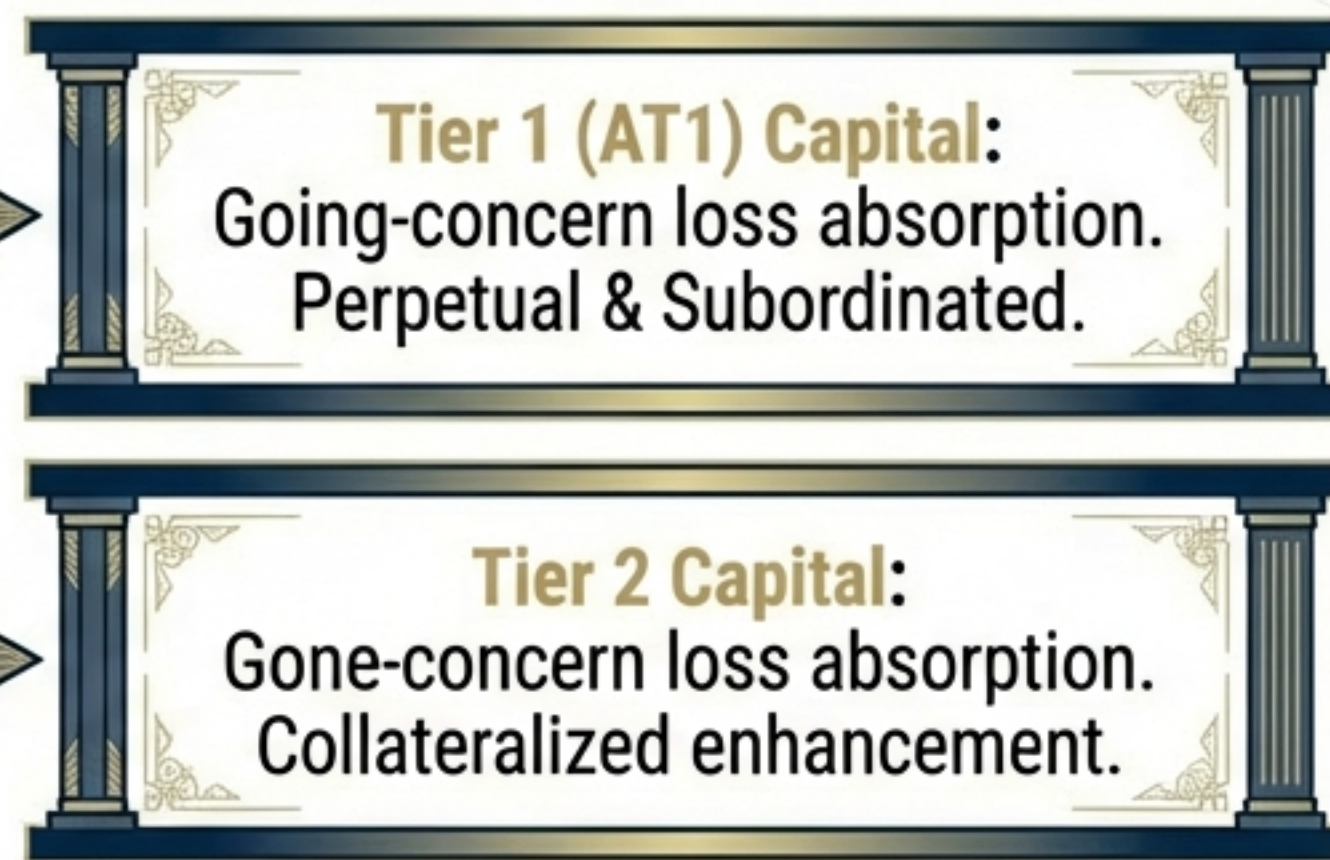 Tier 1 (AT1) Capital:
Going-concern loss absorption.
Perpetual & Subordinated.
Tier 2 Capital:
Gone-concern loss absorption.
Collateralized enhancement.